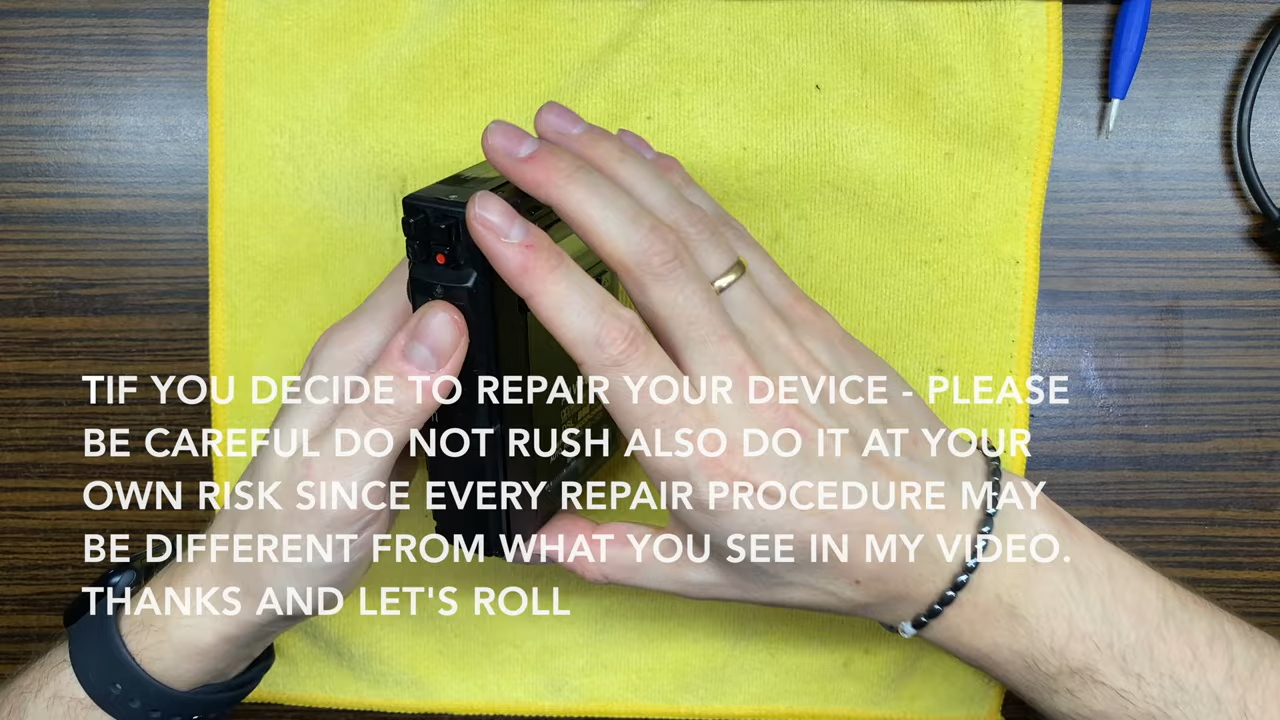 TIF YOU DECIDE TO REPAIR YOUR DEVICE - PLEASE
BE CAREFUL DO NOT RUSH ALSO DO IT AT YOUR
OWN RISK SINCE EVERY REPAIR PROCEDURE MAY
BE DIFFERENT FROM WHAT YOU SEE IN MY VIDEO.
THANKS AND LET'S ROLL